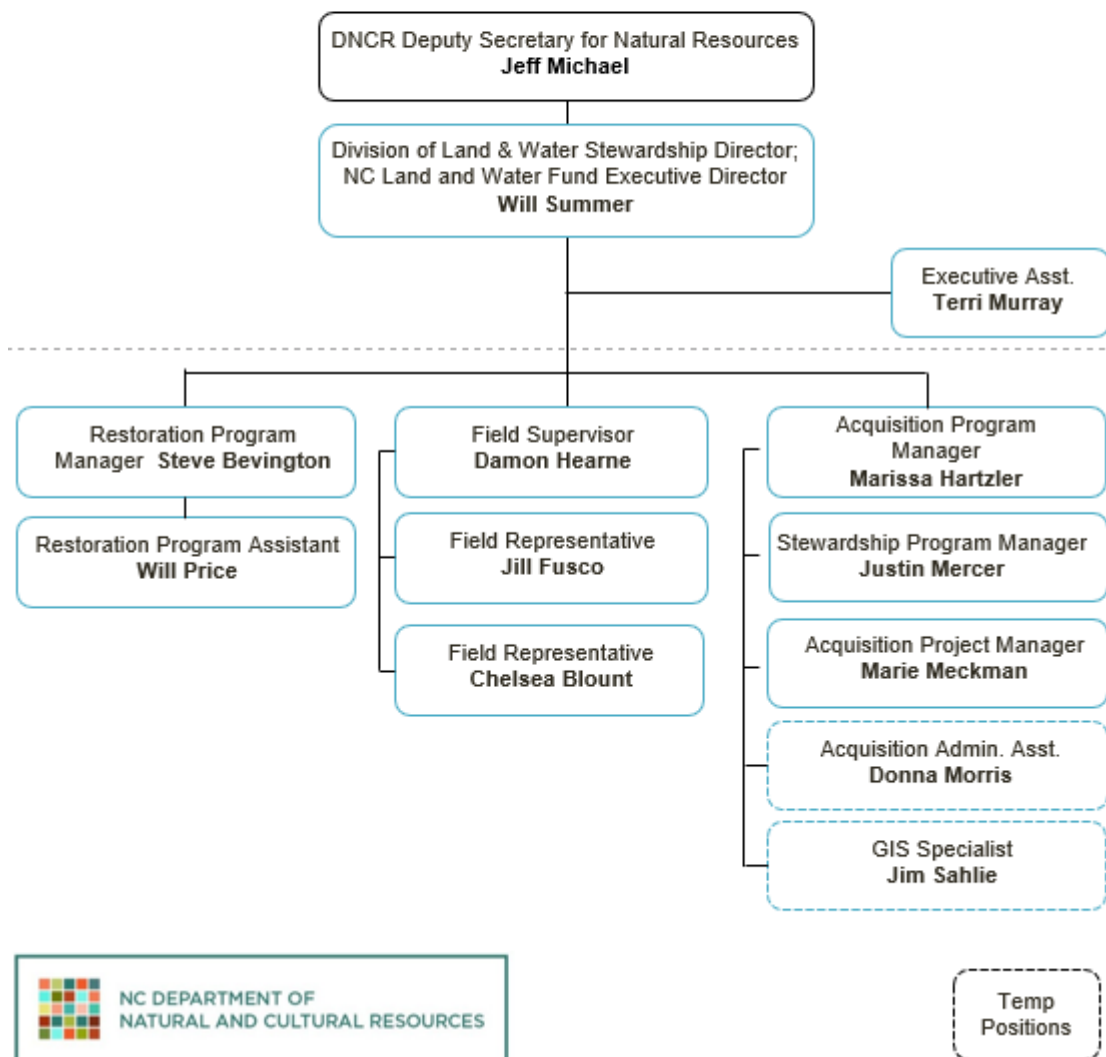 DNCR Deputy Secretary for Natural Resources
Jeff Michael
Division of Land & Water Stewardship Director;
NC Land and Water Fund Executive Director
Will Summer
Executive Asst.
Terri Murray
Restoration Program
Manager Steve Bevington
Restoration Program Assistant
Will Price
Field Supervisor
Damon Hearne
Field Representative
Jill Fusco
Field Representative
Chelsea Blount
Acquisition Program
Manager
Marissa Hartzler
Stewardship Program Manager
Justin Mercer
Acquisition Project Manager
Marie Meckman
Acquisition Admin. Asst.
Donna Morris
GIS Specialist
Jim Sahlie
NC DEPARTMENT OF
NATURAL AND CULTURAL RESOURCES
Temp
Positions